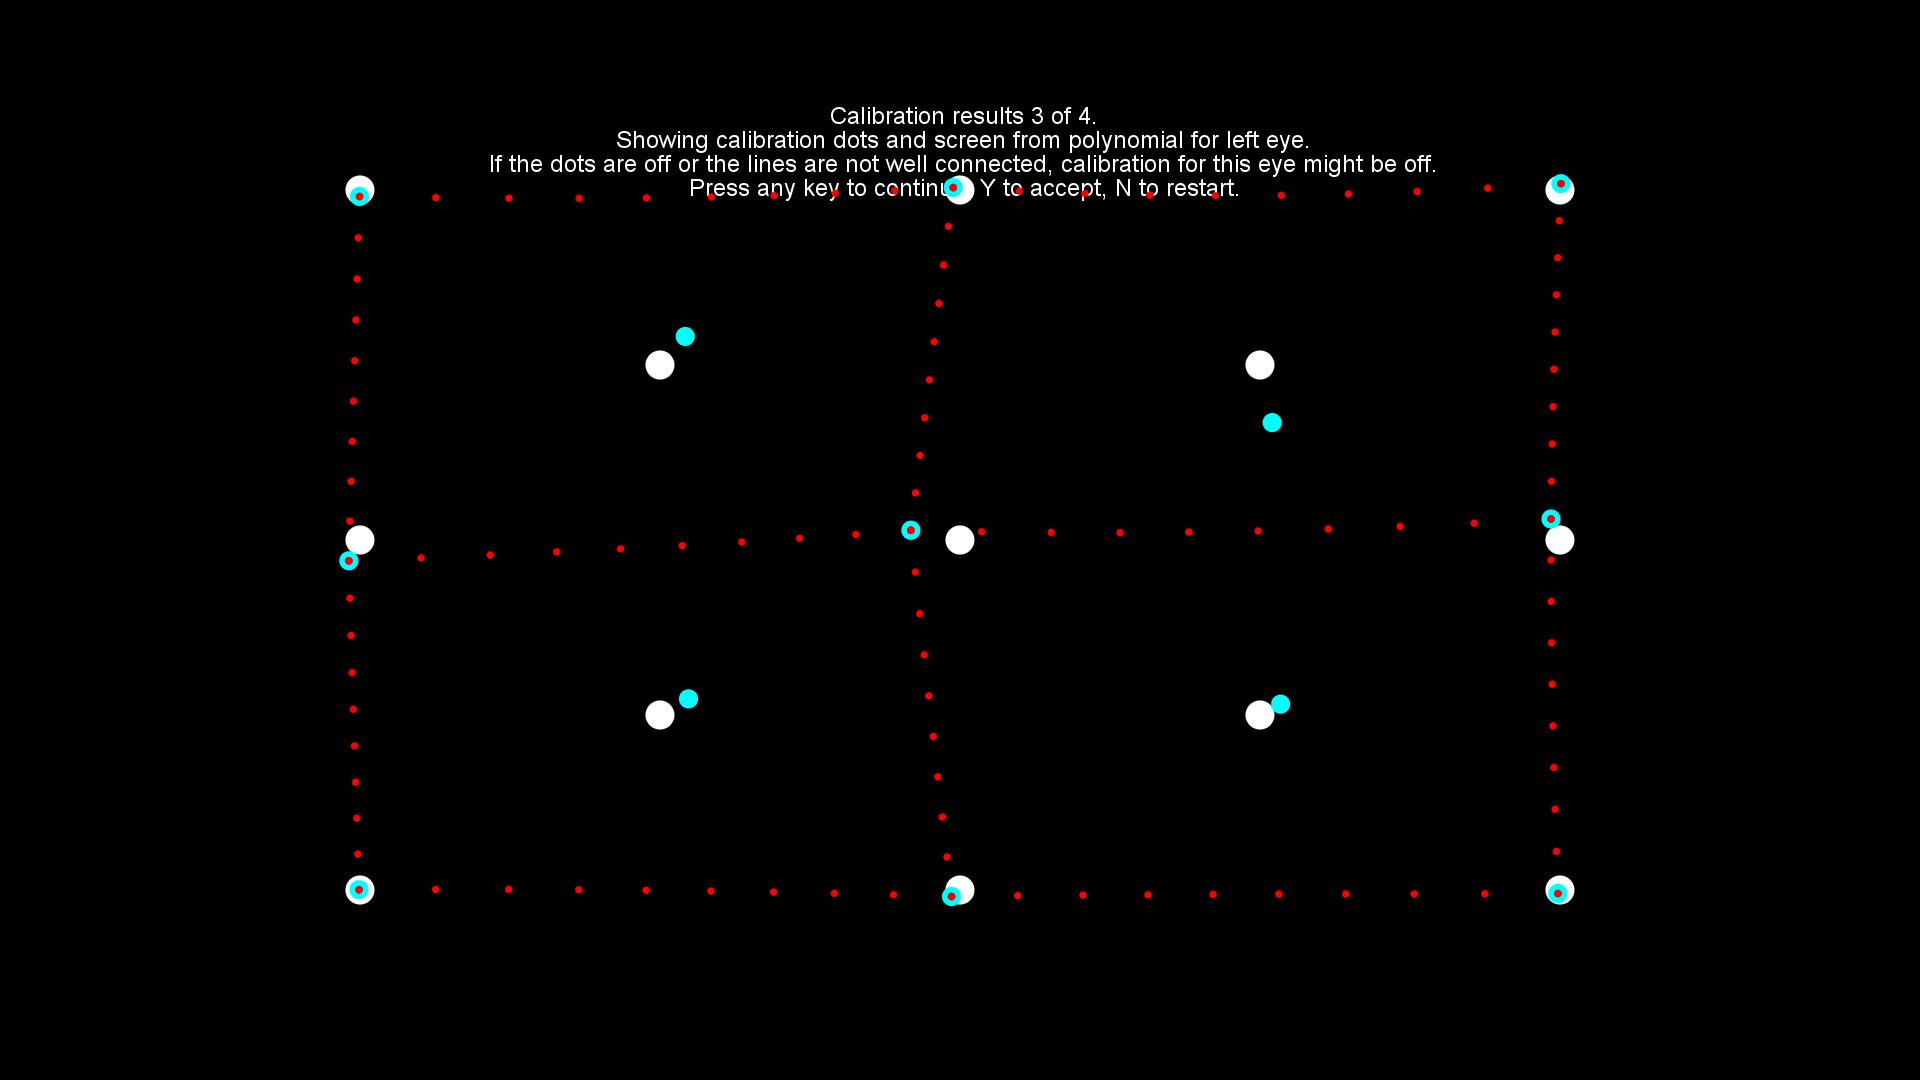 Calibration results 3 of 4.
Showing calibration dots and screen from polynomial for left eye.
If the dots are off or the lines are not well connected, calibration for this eye might be off.
Press any key to continue, Y to accept, N to restart.